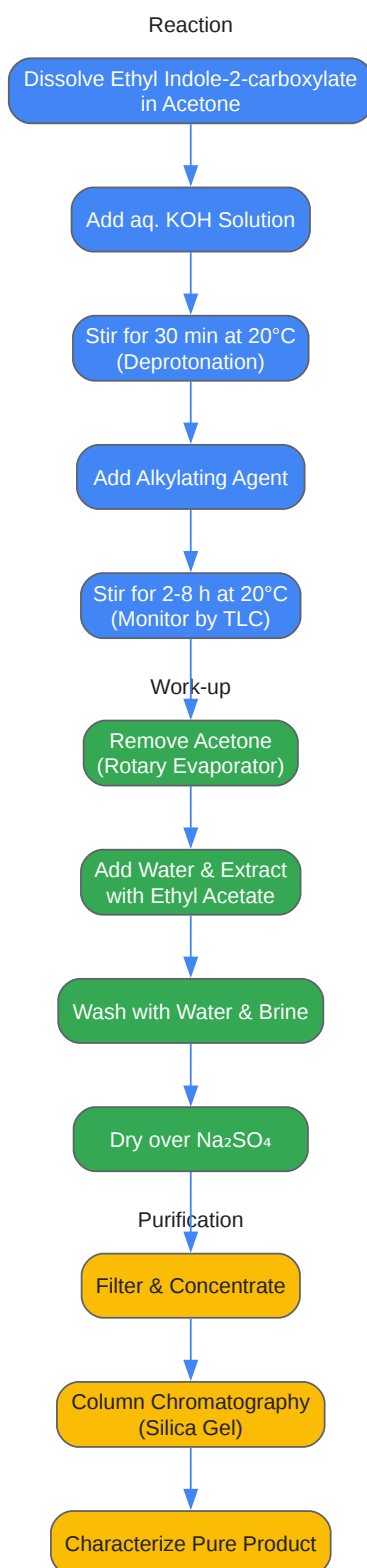 Reaction
Dissolve Ethyl Indole-2-carboxylate
in Acetone
Add aq. KOH Solution
Stir for 30 min at 20°C
(Deprotonation)
Add Alkylating Agent
Stir for 2-8 h at 20°C
(Monitor by TLC)
Work-up
Remove Acetone
(Rotary Evaporator)
Add Water & Extract
with Ethyl Acetate
Wash with Water & Brine
Dry over Na₂SO₄
Purification
Filter & Concentrate
Column Chromatography
(Silica Gel)
Characterize Pure Product